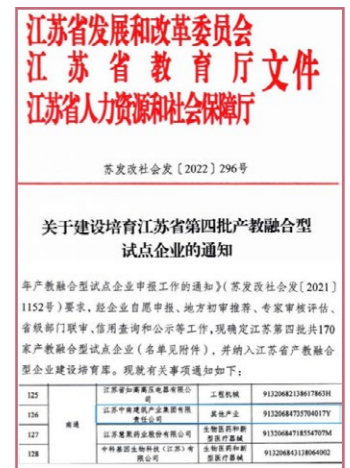 江苏省发展和改革委员会
江苏省教育厅文件
江苏省人力资源和社会保障厅
苏发改社会发〔2022〕296号
关于建设培育江苏省第四批产教融合型
试点企业的通知
年产教融合型试点企业申报工作的通知》(苏发改社会发[2021]
1152号)要求,经企业自愿申报、地方初审推荐、专家审核评估、
省级部门联审、信用查询和公示等工作,现确定江苏第四批共170
家产教融合型试点企业(名单见附件),并纳入江苏省产教融合
型企业建设培育库。现就有关事项通知如下:
125 江苏省如高高压电器有限公司 工程机械 91320682138617863H
南通
126 江苏中南建筑产业集团有限责任公司 其他产业 91320684735704017Y
127 江苏慧聚药业股份有限公司 生物医药和新型医疗器械 91320684718554707M
128 中科基因生物科技(江苏)有限公司 生物医药和新型医疗器械 913206843138064002